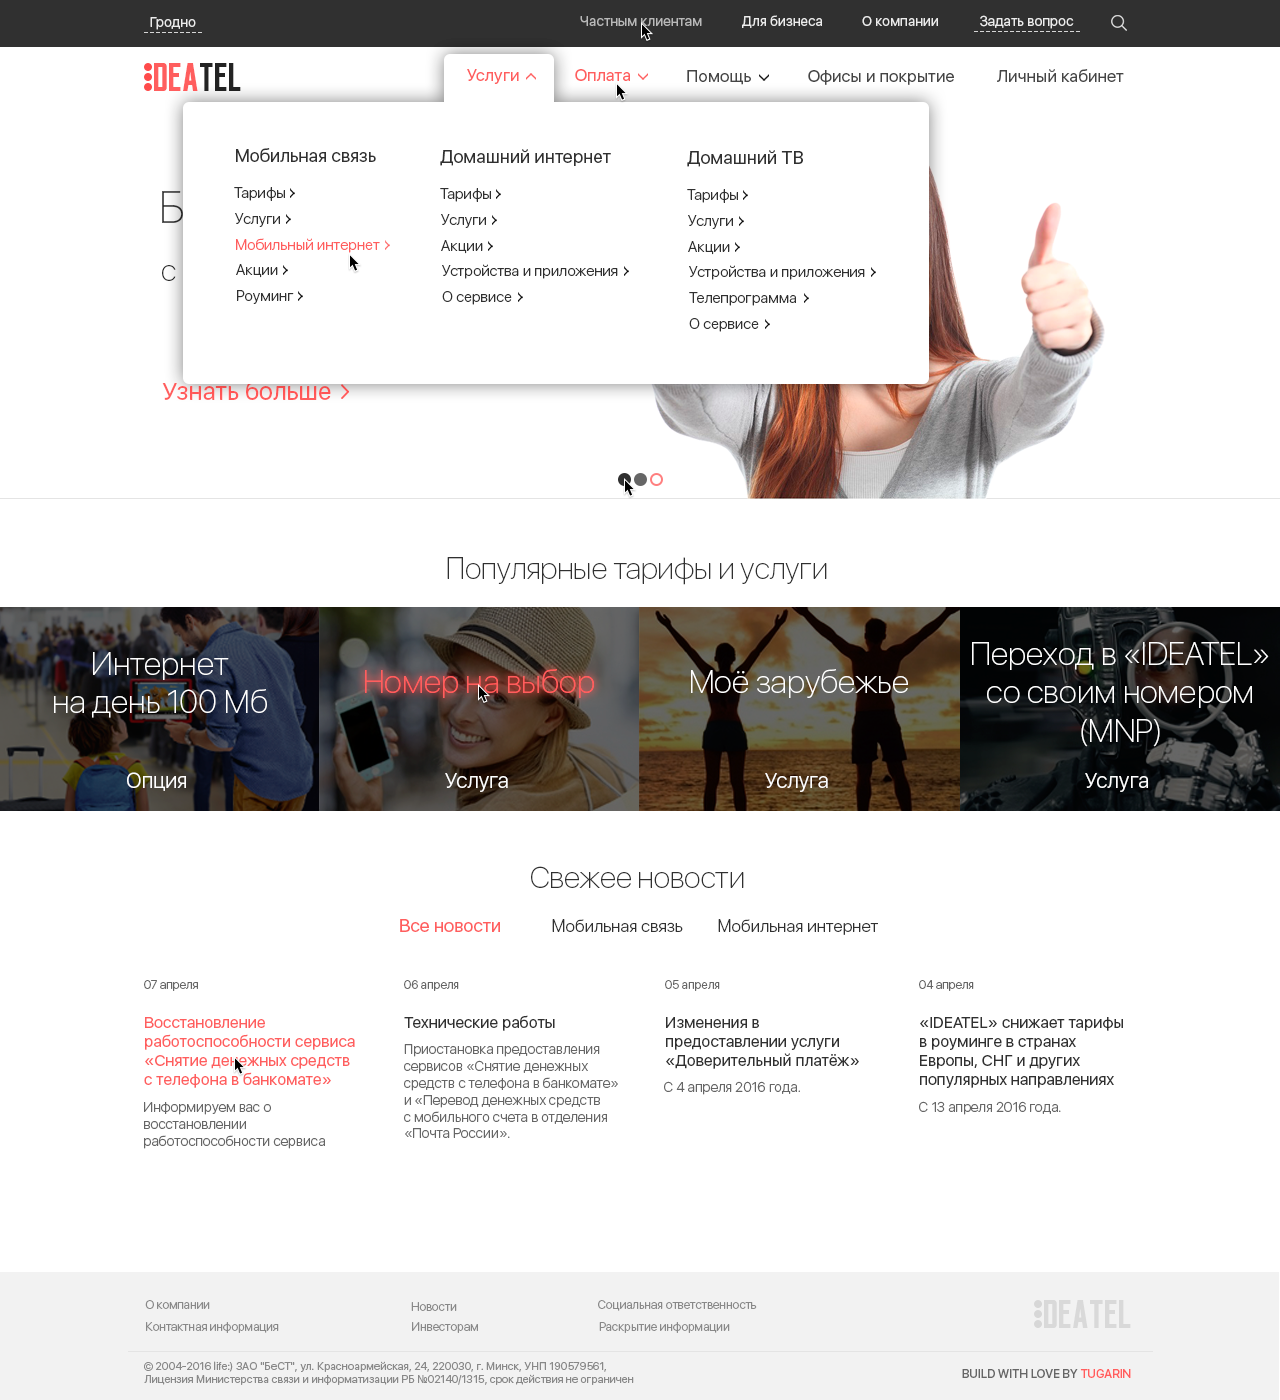 Гродно
Частным клиентам
Для бизнеса
О компании
Задать вопрос
IDEATEL
Услуги
Оплата
Помощь
Офисы и покрытие
Личный кабинет
Мобильная связь
Тарифы
Услуги
Мобильный интернет
Акции
Роуминг
Домашний интернет
Тарифы
Услуги
Акции
Устройства и приложения
О сервисе
Домашний ТВ
Тарифы
Услуги
Акции
Устройства и приложения
Телепрограмма
О сервисе
Б
с
Узнать больше
Популярные тарифы и услуги
Интернет
на день 100 Мб
Опция
Номер на выбор
Услуга
Моё зарубежье
Услуга
Переход в «IDEATEL»
со своим номером
(MNP)
Услуга
Свежее новости
Все новости
Мобильная связь
Мобильная интернет
07 апреля
Восстановление
работоспособности сервиса
«Снятие денежных средств
с телефона в банкомате»
Информируем вас о
восстановлении
работоспособности сервиса
06 апреля
Технические работы
Приостановка предоставления
сервисов «Снятие денежных
средств с телефона в банкомате»
и «Перевод денежных средств
с мобильного счета в отделения
«Почта России».
05 апреля
Изменения в
предоставлении услуги
«Доверительный платёж»
С 4 апреля 2016 года.
04 апреля
«IDEATEL» снижает тарифы
в роуминге в странах
Европы, СНГ и других
популярных направлениях
С 13 апреля 2016 года.
О компании
Контактная информация
Новости
Инвесторам
Социальная ответственность
Раскрытие информации
IDEATEL
© 2004-2016 life:) ЗАО "БеСТ", ул. Красноармейская, 24, 220030, г. Минск, УНП 190579561,
Лицензия Министерства связи и информатизации РБ №02140/1315, срок действия не ограничен
BUILD WITH LOVE BY TUGARIN